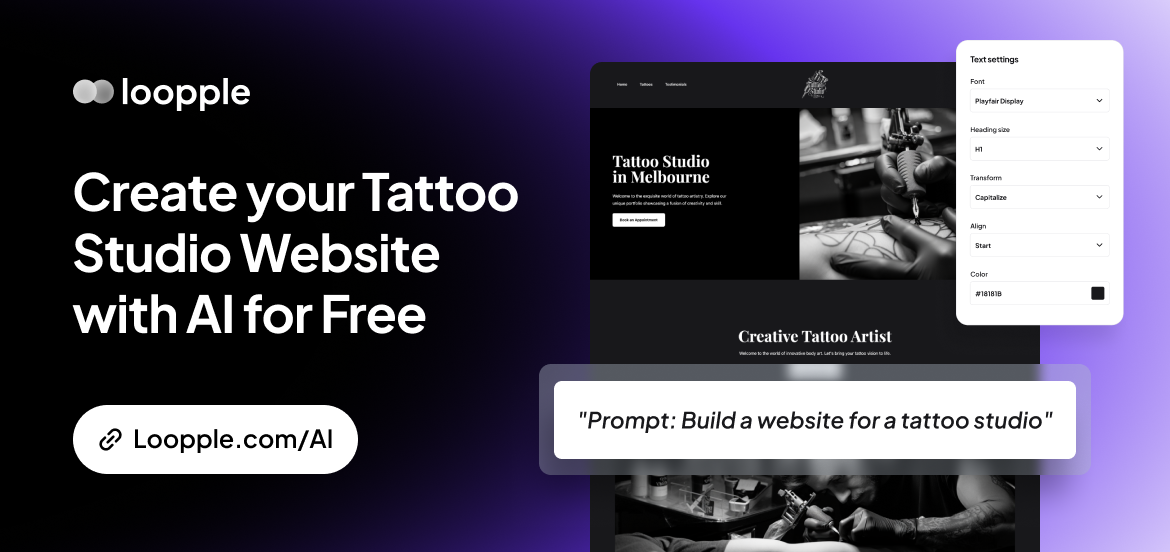 loopple
Create your Tattoo
Studio Website
with AI for Free
Loopple.com/AI
Home
Tattoos
Testimonials
Tattoo Studio
in Melbourne
Welcome to the exquisite world of tattoo artistry. Explore our
unique portfolio showcasing a fusion of creativity and skill.
Book an Appointment
Creative Tattoo Artist
Welcome to the world of innovative body art. Let's bring your tattoo vision to life.
"Prompt: Build a website for a tattoo studio"
Text settings
Font
Playfair Display
Heading size
H1
Transform
Capitalize
Align
Start
Color
#18181B